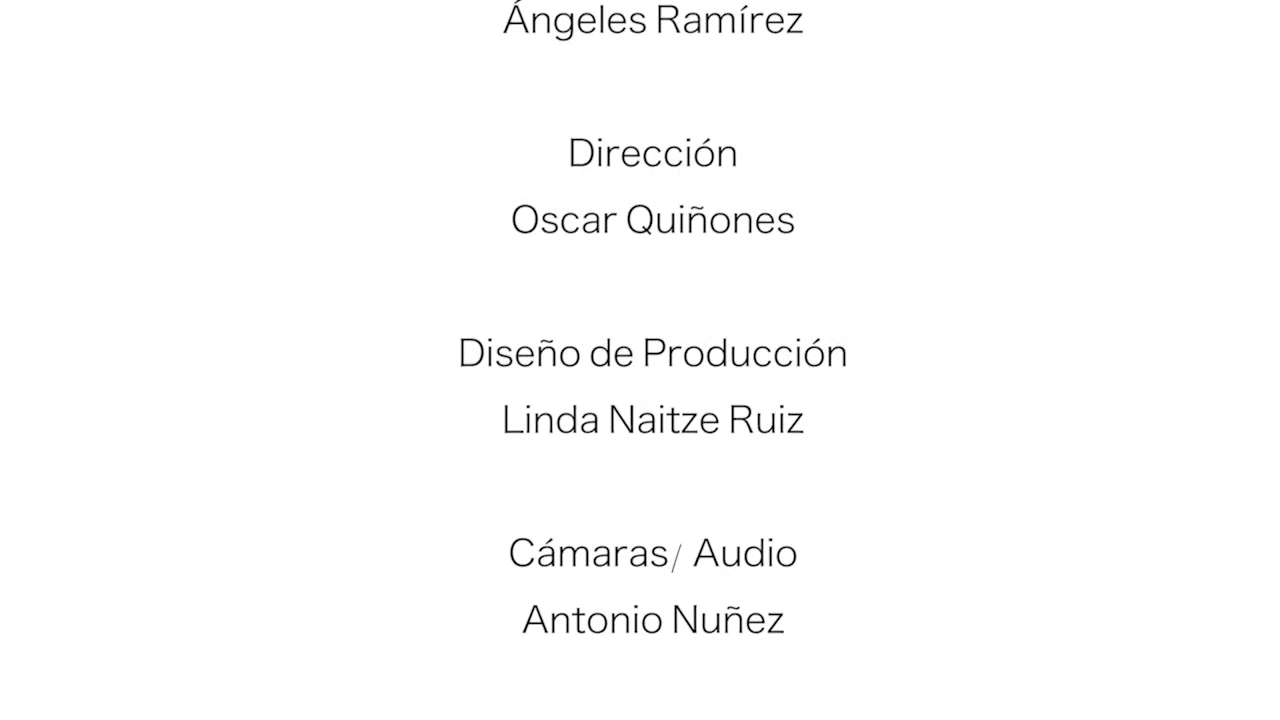 Ángeles Ramírez
Dirección
Oscar Quiñones
Diseño de Producción
Linda Naitze Ruiz
Cámaras/ Audio
Antonio Nuñez